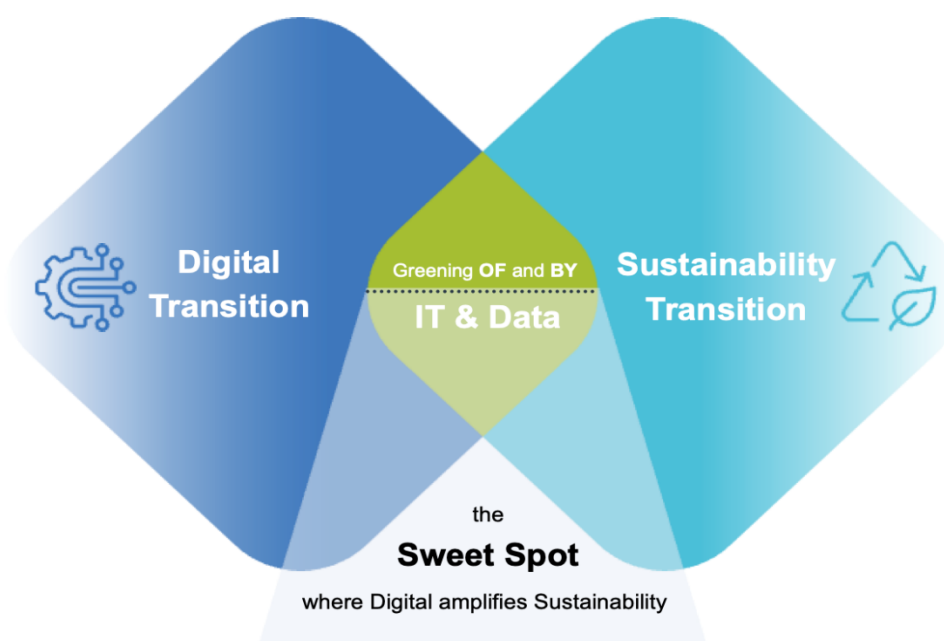 Digital
Transition
Greening OF and BY
IT & Data
Sustainability
Transition
the
Sweet Spot
where Digital amplifies Sustainability